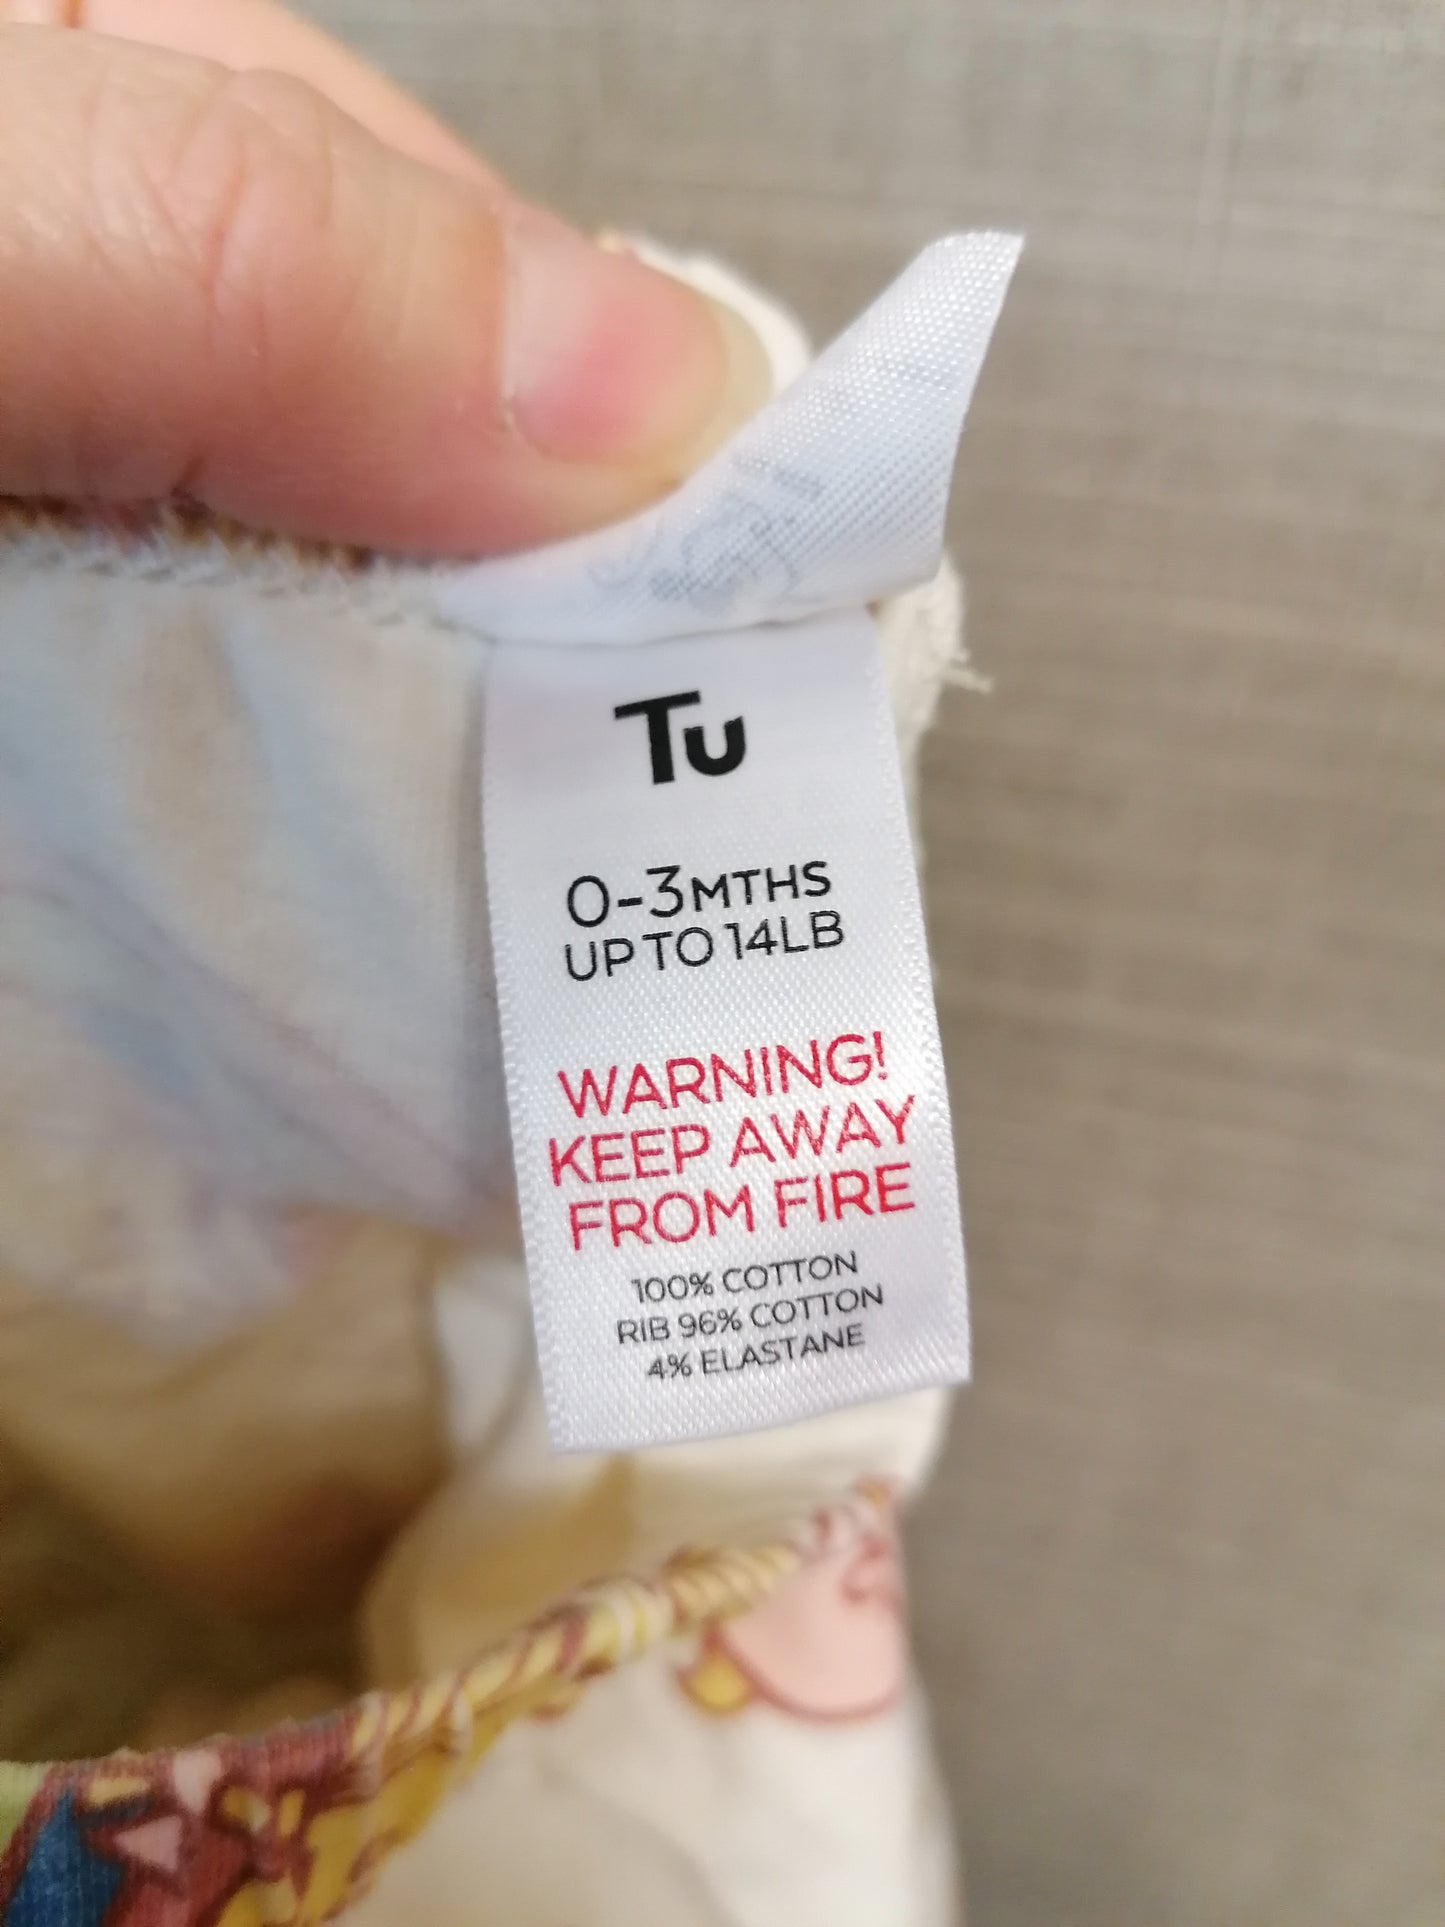 Tu
0-3MTHS
UP TO 14LB
WARNING!
KEEP AWAY
FROM FIRE
100% COTTON
RIB 96% COTTON
4% ELASTANE